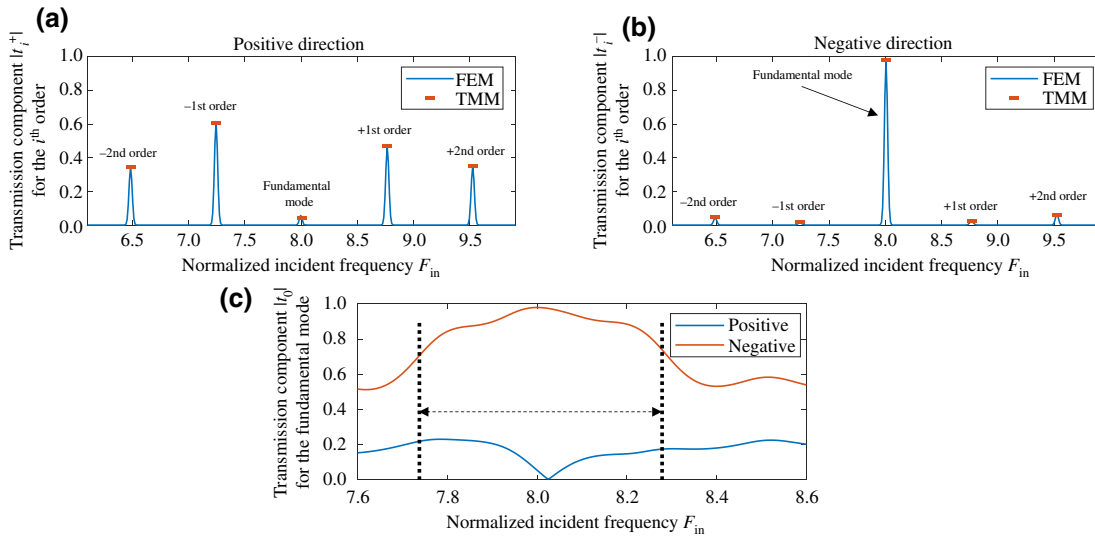 (a)
Positive direction
Transmission component |t_i^+|
for the i^th order
1.0
0.8
0.6
0.4
0.2
0.0
FEM
TMM
–2nd order
–1st order
Fundamental
mode
+1st order
+2nd order
6.5 7.0 7.5 8.0 8.5 9.0 9.5
Normalized incident frequency F_in
(b)
Negative direction
Transmission component |t_i^-|
for the i^th order
1.0
0.8
0.6
0.4
0.2
0.0
Fundamental mode
FEM
TMM
–2nd order
–1st order
+1st order
+2nd order
6.5 7.0 7.5 8.0 8.5 9.0 9.5
Normalized incident frequency F_in
(c)
Transmission component |t_0|
for the fundamental mode
1.0
0.8
0.6
0.4
0.2
0.0
Positive
Negative
7.6 7.8 8.0 8.2 8.4 8.6
Normalized incident frequency F_in